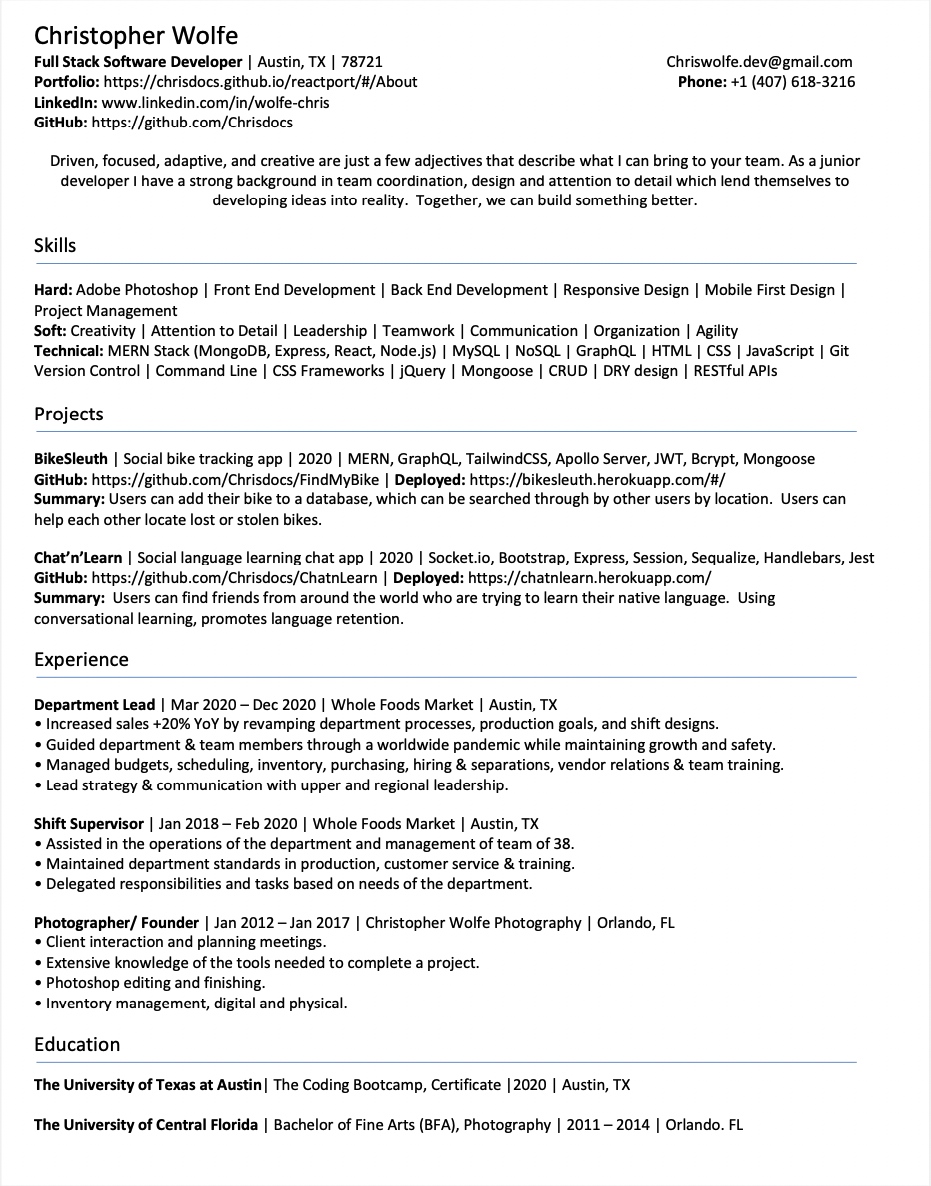 Christopher Wolfe
Full Stack Software Developer | Austin, TX | 78721 Chriswolfe.dev@gmail.com
Portfolio: https://chrisdocs.github.io/reactport/#/About Phone: +1 (407) 618-3216
LinkedIn: www.linkedin.com/in/wolfe-chris
GitHub: https://github.com/Chrisdocs
Driven, focused, adaptive, and creative are just a few adjectives that describe what I can bring to your team. As a junior
developer I have a strong background in team coordination, design and attention to detail which lend themselves to
developing ideas into reality.  Together, we can build something better.
Skills
Hard: Adobe Photoshop | Front End Development | Back End Development | Responsive Design | Mobile First Design |
Project Management
Soft: Creativity | Attention to Detail | Leadership | Teamwork | Communication | Organization | Agility
Technical: MERN Stack (MongoDB, Express, React, Node.js) | MySQL | NoSQL | GraphQL | HTML | CSS | JavaScript | Git
Version Control | Command Line | CSS Frameworks | jQuery | Mongoose | CRUD | DRY design | RESTful APIs
Projects
BikeSleuth | Social bike tracking app | 2020 | MERN, GraphQL, TailwindCSS, Apollo Server, JWT, Bcrypt, Mongoose
GitHub: https://github.com/Chrisdocs/FindMyBike | Deployed: https://bikesleuth.herokuapp.com/#/
Summary: Users can add their bike to a database, which can be searched through by other users by location.  Users can
help each other locate lost or stolen bikes.
Chat’n’Learn | Social language learning chat app | 2020 | Socket.io, Bootstrap, Express, Session, Sequalize, Handlebars, Jest
GitHub: https://github.com/Chrisdocs/ChatnLearn | Deployed: https://chatnlearn.herokuapp.com/
Summary:  Users can find friends from around the world who are trying to learn their native language.  Using
conversational learning, promotes language retention.
Experience
Department Lead | Mar 2020 – Dec 2020 | Whole Foods Market | Austin, TX
• Increased sales +20% YoY by revamping department processes, production goals, and shift designs.
• Guided department & team members through a worldwide pandemic while maintaining growth and safety.
• Managed budgets, scheduling, inventory, purchasing, hiring & separations, vendor relations & team training.
• Lead strategy & communication with upper and regional leadership.
Shift Supervisor | Jan 2018 – Feb 2020 | Whole Foods Market | Austin, TX
• Assisted in the operations of the department and management of team of 38.
• Maintained department standards in production, customer service & training.
• Delegated responsibilities and tasks based on needs of the department.
Photographer/ Founder | Jan 2012 – Jan 2017 | Christopher Wolfe Photography | Orlando, FL
• Client interaction and planning meetings.
• Extensive knowledge of the tools needed to complete a project.
• Photoshop editing and finishing.
• Inventory management, digital and physical.
Education
The University of Texas at Austin| The Coding Bootcamp, Certificate |2020 | Austin, TX
The University of Central Florida | Bachelor of Fine Arts (BFA), Photography | 2011 – 2014 | Orlando. FL